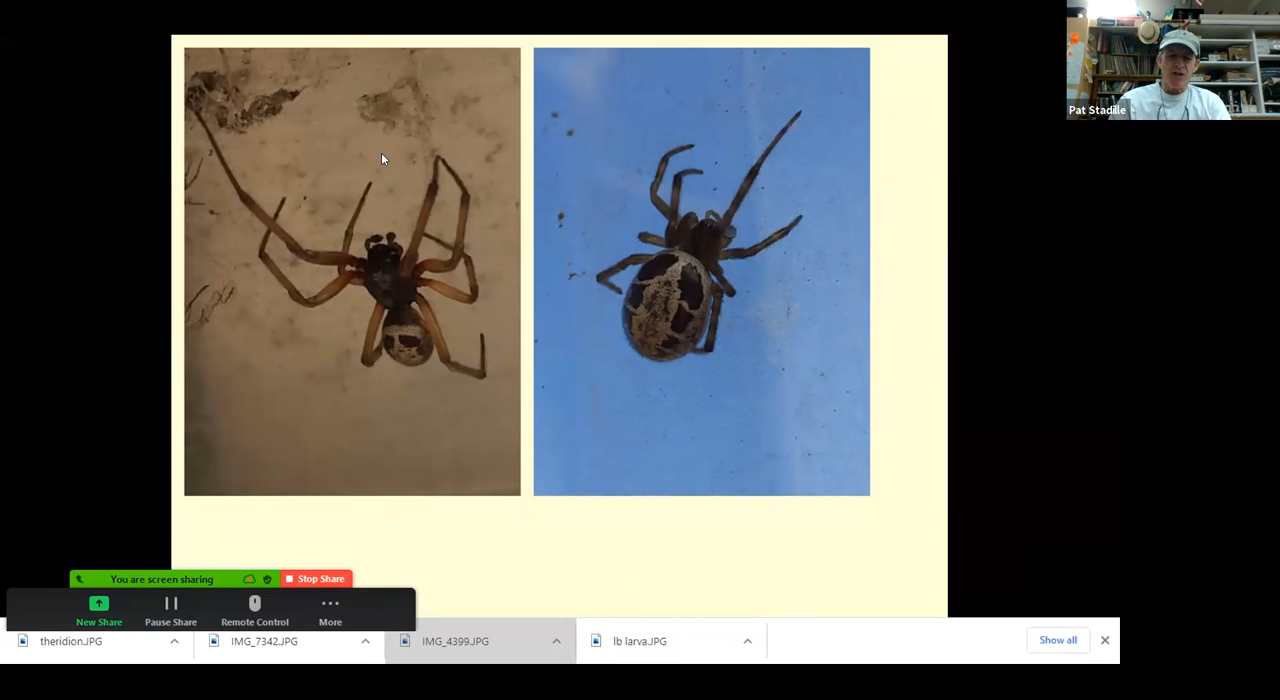 Pat Stadille
You are screen sharing
Stop Share
New Share
Pause Share
Remote Control
More
theridion.JPG
IMG_7342.JPG
IMG_4399.JPG
lb larva.JPG
Show all